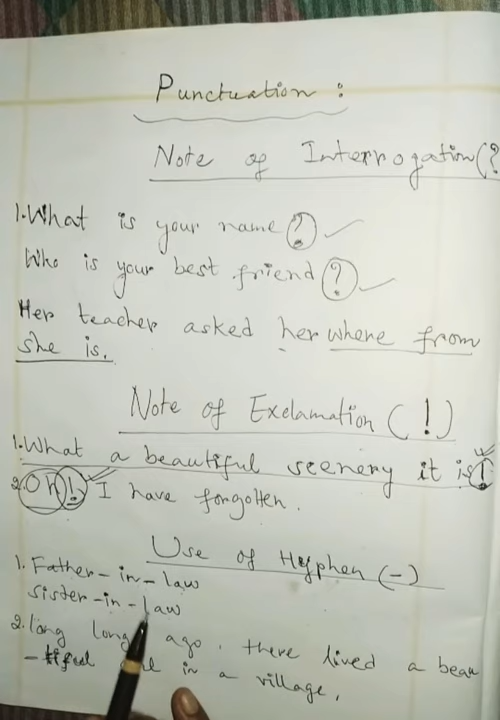 Punctuation :
Note of Interrogation (?
1. What is your name ?
Who is your best friend ?
Her teacher asked her where from
she is.
Note of Exclamation (!)
1. What a beautiful scenery it is!
2. Oh! I have forgotten.
Use of Hyphen (-)
1. Father-in-law
sister-in-law
2. long long ago, there lived a beau
in a village.